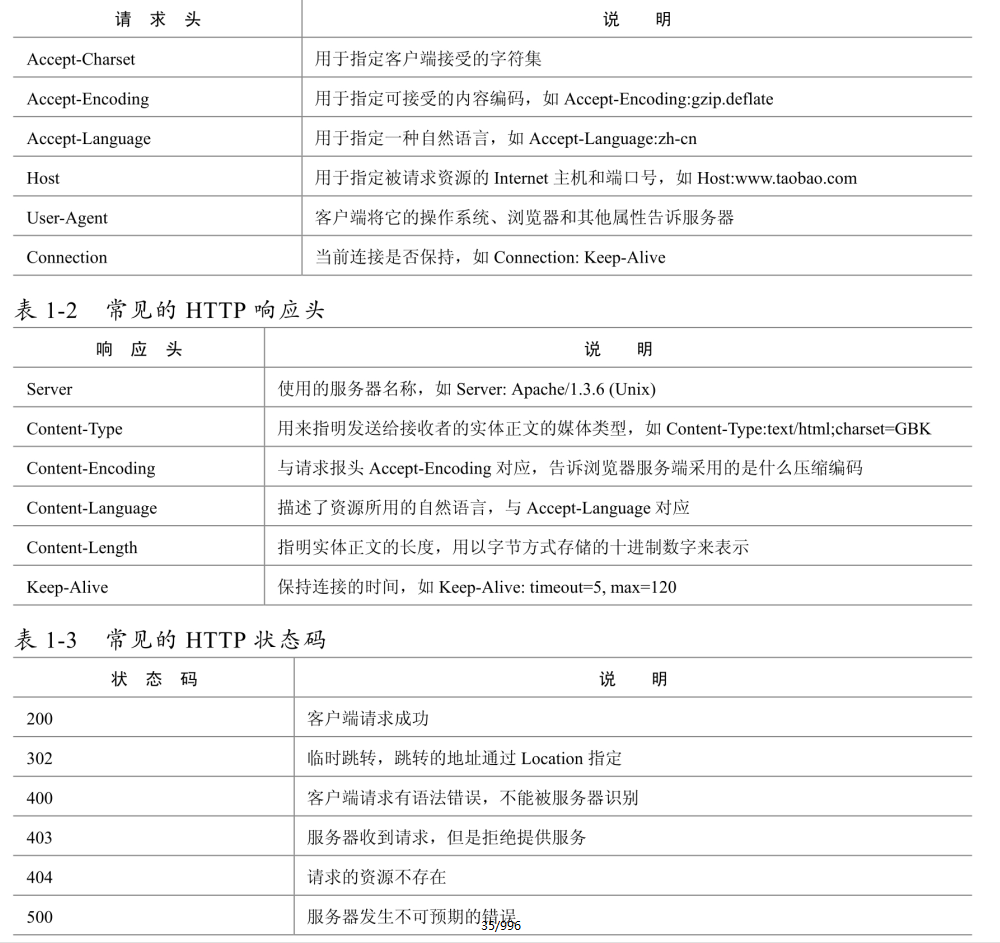 请 求 头 说 明
Accept-Charset 用于指定客户端接受的字符集
Accept-Encoding 用于指定可接受的内容编码，如 Accept-Encoding:gzip.deflate
Accept-Language 用于指定一种自然语言，如 Accept-Language:zh-cn
Host 用于指定被请求资源的 Internet 主机和端口号，如 Host:www.taobao.com
User-Agent 客户端将它的操作系统、浏览器和其他属性告诉服务器
Connection 当前连接是否保持，如 Connection: Keep-Alive
表 1-2 常见的 HTTP 响应头
响 应 头 说 明
Server 使用的服务器名称，如 Server: Apache/1.3.6 (Unix)
Content-Type 用来指明发送给接收者的实体正文的媒体类型，如 Content-Type:text/html;charset=GBK
Content-Encoding 与请求报头 Accept-Encoding 对应，告诉浏览器服务端采用的是什么压缩编码
Content-Language 描述了资源所用的自然语言，与 Accept-Language 对应
Content-Length 指明实体正文的长度，用以字节方式存储的十进制数字来表示
Keep-Alive 保持连接的时间，如 Keep-Alive: timeout=5, max=120
表 1-3 常见的 HTTP 状态码
状 态 码 说 明
200 客户端请求成功
302 临时跳转，跳转的地址通过 Location 指定
400 客户端请求有语法错误，不能被服务器识别
403 服务器收到请求，但是拒绝提供服务
404 请求的资源不存在
500 服务器发生不可预期的错误
35/996